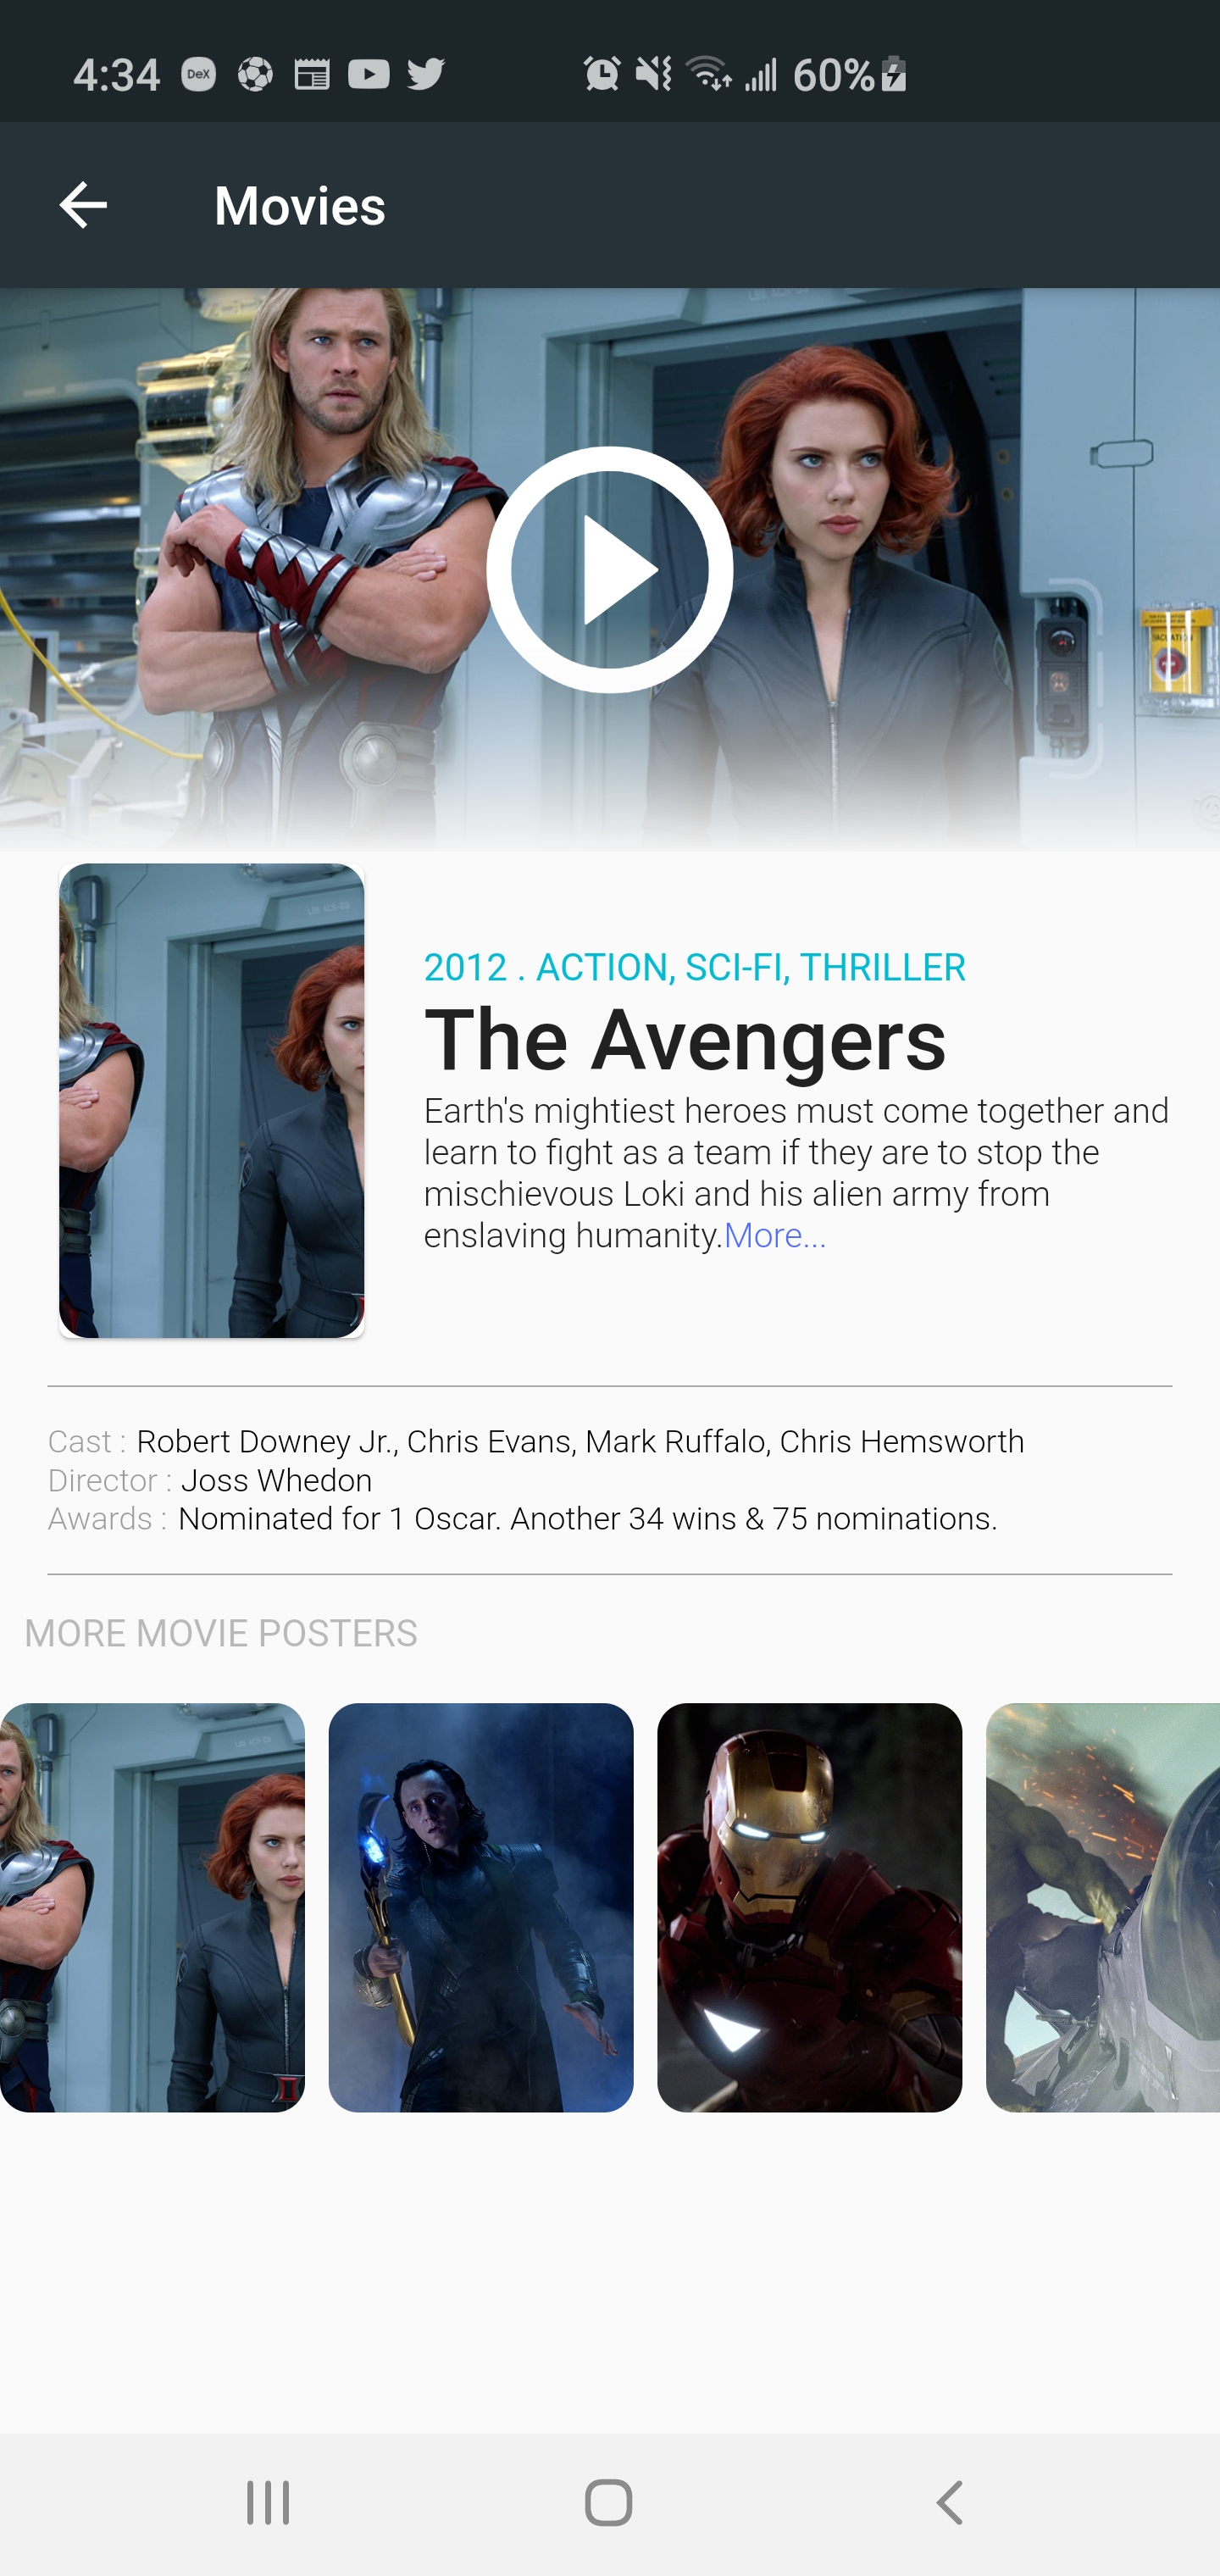 4:34 DeX 60%
Movies
2012 . ACTION, SCI-FI, THRILLER
The Avengers
Earth's mightiest heroes must come together and
learn to fight as a team if they are to stop the
mischievous Loki and his alien army from
enslaving humanity.More...
Cast : Robert Downey Jr., Chris Evans, Mark Ruffalo, Chris Hemsworth
Director : Joss Whedon
Awards : Nominated for 1 Oscar. Another 34 wins & 75 nominations.
MORE MOVIE POSTERS